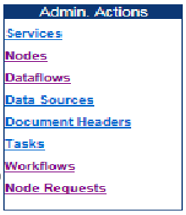 Admin. Actions
Services
Nodes
Dataflows
Data Sources
Document Headers
Tasks
Workflows
Node Requests